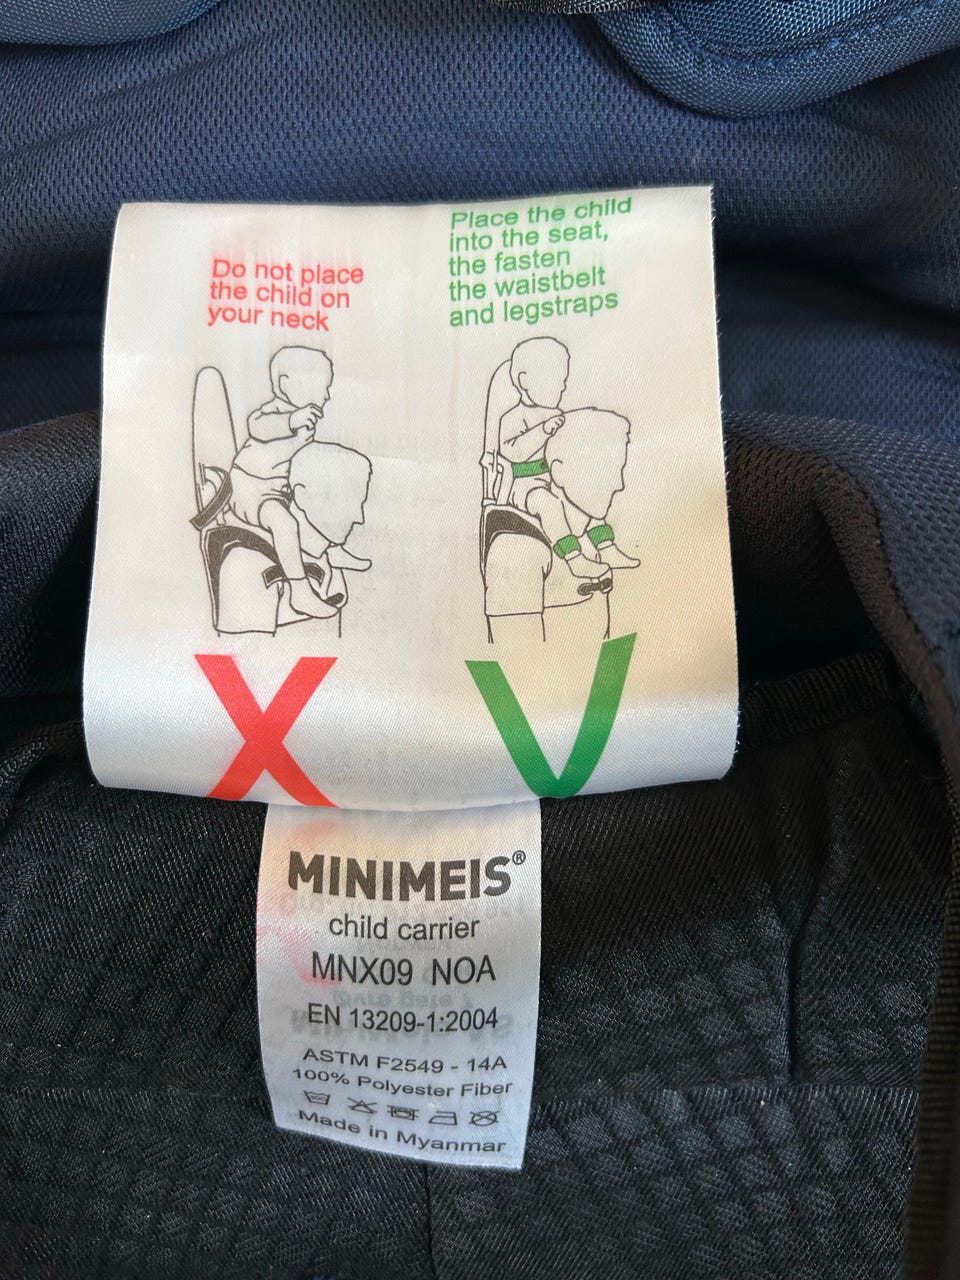 Do not place
the child on
your neck
Place the child
into the seat,
the fasten
the waistbelt
and legstraps
X V
MINIMEIS®
child carrier
MNX09 NOA
EN 13209-1:2004
ASTM F2549 - 14A
100% Polyester Fiber
Made in Myanmar